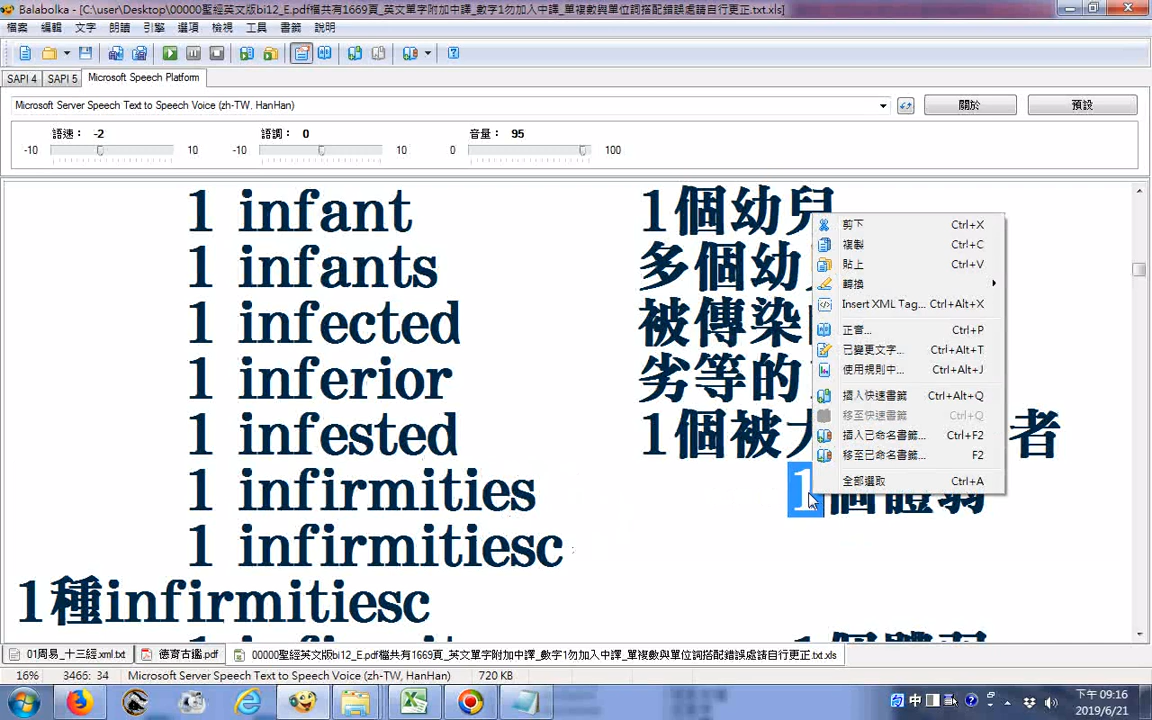 Balabolka - [C:\user\Desktop\00000聖經英文版bi12_E.pdf檔共有1669頁_英文單字附加中譯_數字1勿加入中譯_單複數與單位詞搭配錯誤處請自行更正.txt.xls]
檔案 編輯 文字 朗讀 引擎 選項 檢視 工具 書籤 說明
SAPI 4 SAPI 5 Microsoft Speech Platform
Microsoft Server Speech Text to Speech Voice (zh-TW, HanHan) 關於 預設
語速： -2 語調： 0 音量： 95
-10 10 -10 10 0 100
1 infant 1個幼兒
1 infants 多個幼
1 infected 被傳染
1 inferior 劣等的
1 infested 1個被 者
1 infirmities 1個體弱
1 infirmitiesc
1種infirmitiesc
剪下 Ctrl+X
複製 Ctrl+C
貼上 Ctrl+V
轉換
Insert XML Tag... Ctrl+Alt+X
正音... Ctrl+P
已變更文字... Ctrl+Alt+T
使用規則中... Ctrl+Alt+J
插入快速書籤 Ctrl+Alt+Q
移至快速書籤 Ctrl+Q
插入已命名書籤... Ctrl+F2
移至已命名書籤... F2
全部選取 Ctrl+A
01周易_十三經.xml.txt 德育古鑑.pdf 00000聖經英文版bi12_E.pdf檔共有1669頁_英文單字附加中譯_數字1勿加入中譯_單複數與單位詞搭配錯誤處請自行更正.txt.xls
16% 3466: 34 Microsoft Server Speech Text to Speech Voice (zh-TW, HanHan) 720 KB
中 下午 09:16
2019/6/21